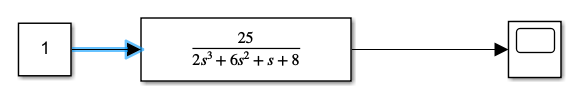 1
25
2s³ + 6s² + s + 8